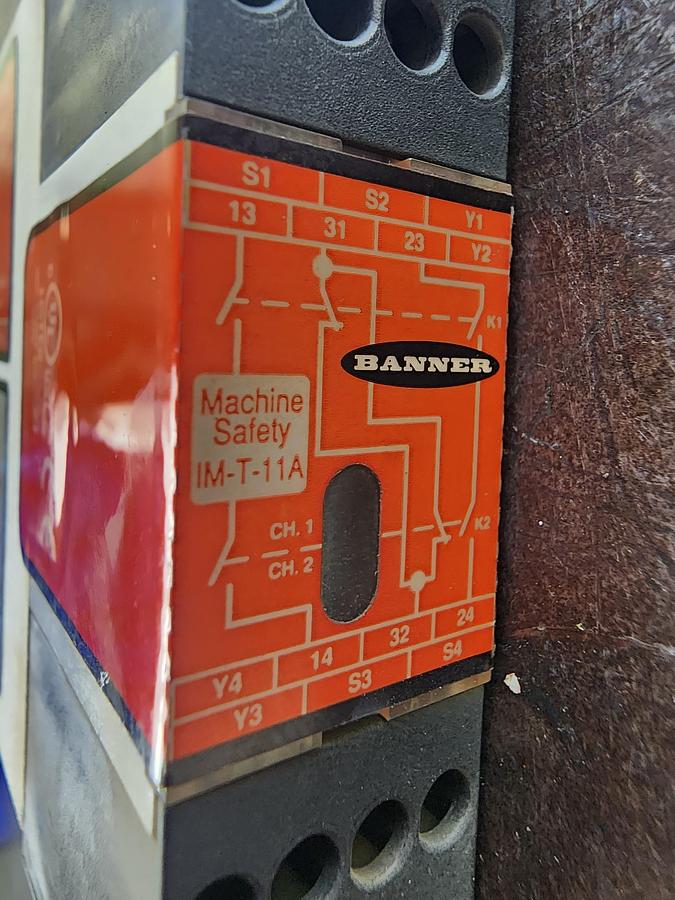 S1 S2 Y1
13 31 23 Y2
K1
BANNER
Machine
Safety
IM-T-11A
CH. 1
K2
CH. 2
Y4 14 32 24
Y3 S3 S4